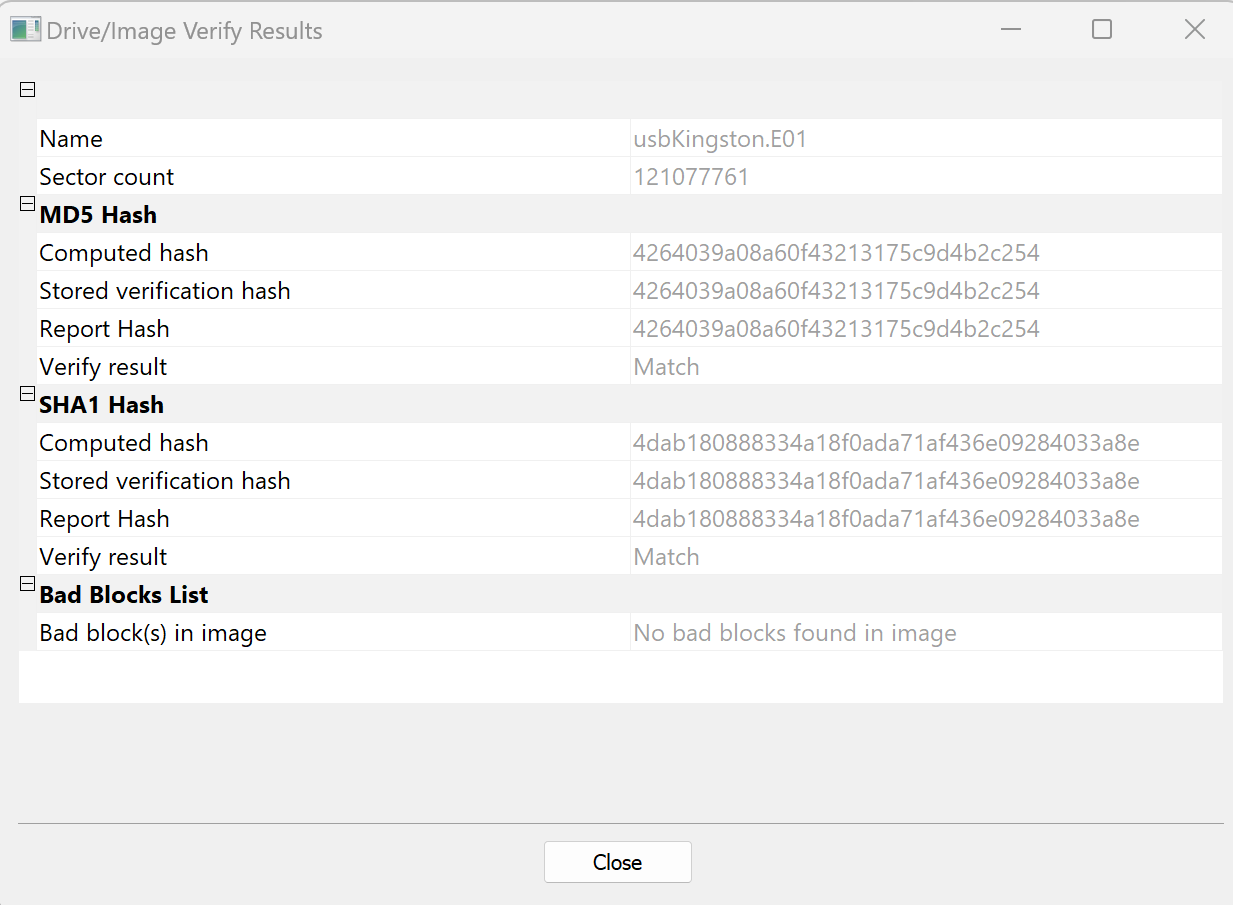 Drive/Image Verify Results
Name usbKingston.E01
Sector count 121077761
MD5 Hash
Computed hash 4264039a08a60f43213175c9d4b2c254
Stored verification hash 4264039a08a60f43213175c9d4b2c254
Report Hash 4264039a08a60f43213175c9d4b2c254
Verify result Match
SHA1 Hash
Computed hash 4dab180888334a18f0ada71af436e09284033a8e
Stored verification hash 4dab180888334a18f0ada71af436e09284033a8e
Report Hash 4dab180888334a18f0ada71af436e09284033a8e
Verify result Match
Bad Blocks List
Bad block(s) in image No bad blocks found in image
Close